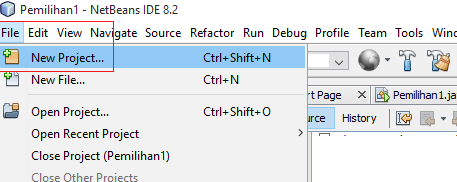 Pemilihan1 - NetBeans IDE 8.2
File Edit View Navigate Source Refactor Run Debug Profile Team Tools
New Project... Ctrl+Shift+N
New File... Ctrl+N
Open Project... Ctrl+Shift+O
Open Recent Project
Close Project (Pemilihan1)
Close Other Projects
rt Page Pemilihan1.ja
urce History